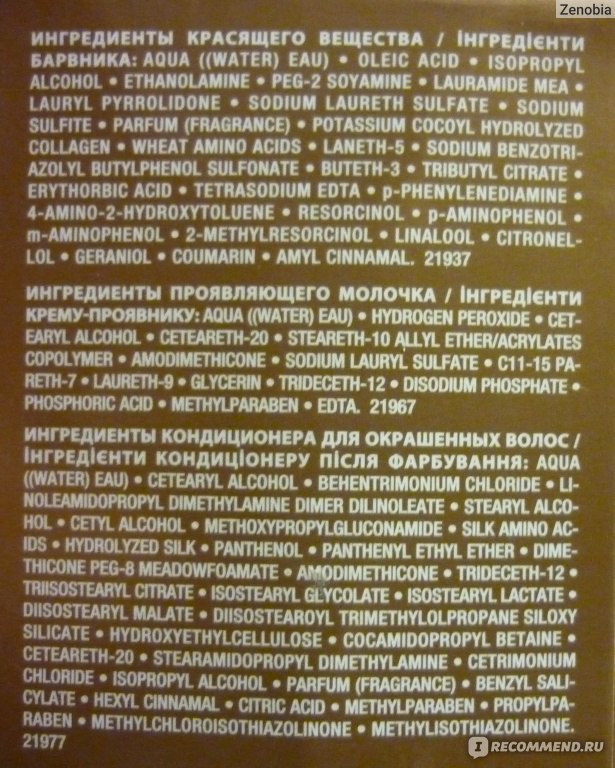 Zenobia
ИНГРЕДИЕНТЫ КРАСЯЩЕГО ВЕЩЕСТВА / ІНГРЕДІЄНТИ
БАРВНИКА: AQUA ((WATER) EAU) • OLEIC ACID • ISOPROPYL
ALCOHOL • ETHANOLAMINE • PEG-2 SOYAMINE • LAURAMIDE MEA •
LAURYL PYRROLIDONE • SODIUM LAURETH SULFATE • SODIUM
SULFITE • PARFUM (FRAGRANCE) • POTASSIUM COCOYL HYDROLYZED
COLLAGEN • WHEAT AMINO ACIDS • LANETH-5 • SODIUM BENZOTRI-
AZOLYL BUTYLPHENOL SULFONATE • BUTETH-3 • TRIBUTYL CITRATE •
ERYTHORBIC ACID • TETRASODIUM EDTA • p-PHENYLENEDIAMINE •
4-AMINO-2-HYDROXYTOLUENE • RESORCINOL • p-AMINOPHENOL •
m-AMINOPHENOL • 2-METHYLRESORCINOL • LINALOOL • CITRONEL-
LOL • GERANIOL • COUMARIN • AMYL CINNAMAL. 21937
ИНГРЕДИЕНТЫ ПРОЯВЛЯЮЩЕГО МОЛОЧКА / ІНГРЕДІЄНТИ
КРЕМУ-ПРОЯВНИКУ: AQUA ((WATER) EAU) • HYDROGEN PEROXIDE • CET-
EARYL ALCOHOL • CETEARETH-20 • STEARETH-10 ALLYL ETHER/ACRYLATES
COPOLYMER • AMODIMETHICONE • SODIUM LAURYL SULFATE • C11-15 PA-
RETH-7 • LAURETH-9 • GLYCERIN • TRIDECETH-12 • DISODIUM PHOSPHATE •
PHOSPHORIC ACID • METHYLPARABEN • EDTA. 21967
ИНГРЕДИЕНТЫ КОНДИЦИОНЕРА ДЛЯ ОКРАШЕННЫХ ВОЛОС /
ІНГРЕДІЄНТИ КОНДИЦІОНЕРУ ПІСЛЯ ФАРБУВАННЯ: AQUA
((WATER) EAU) • CETEARYL ALCOHOL • BEHENTRIMONIUM CHLORIDE • LI-
NOLEAMIDOPROPYL DIMETHYLAMINE DIMER DILINOLEATE • STEARYL ALCO-
HOL • CETYL ALCOHOL • METHOXYPROPYLGLUCONAMIDE • SILK AMINO AC-
IDS • HYDROLYZED SILK • PANTHENOL • PANTHENYL ETHYL ETHER • DIME-
THICONE PEG-8 MEADOWFOAMATE • AMODIMETHICONE • TRIDECETH-12 •
TRIISOSTEARYL CITRATE • ISOSTEARYL GLYCOLATE • ISOSTEARYL LACTATE •
DIISOSTEARYL MALATE • DIISOSTEAROYL TRIMETHYLOLPROPANE SILOXY
SILICATE • HYDROXYETHYLCELLULOSE • COCAMIDOPROPYL BETAINE •
CETEARETH-20 • STEARAMIDOPROPYL DIMETHYLAMINE • CETRIMONIUM
CHLORIDE • ISOPROPYL ALCOHOL • PARFUM (FRAGRANCE) • BENZYL SALI-
CYLATE • HEXYL CINNAMAL • CITRIC ACID • METHYLPARABEN • PROPYLPA-
RABEN • METHYLCHLOROISOTHIAZOLINONE • METHYLISOTHIAZOLINONE.
21977
IRECOMMEND.RU